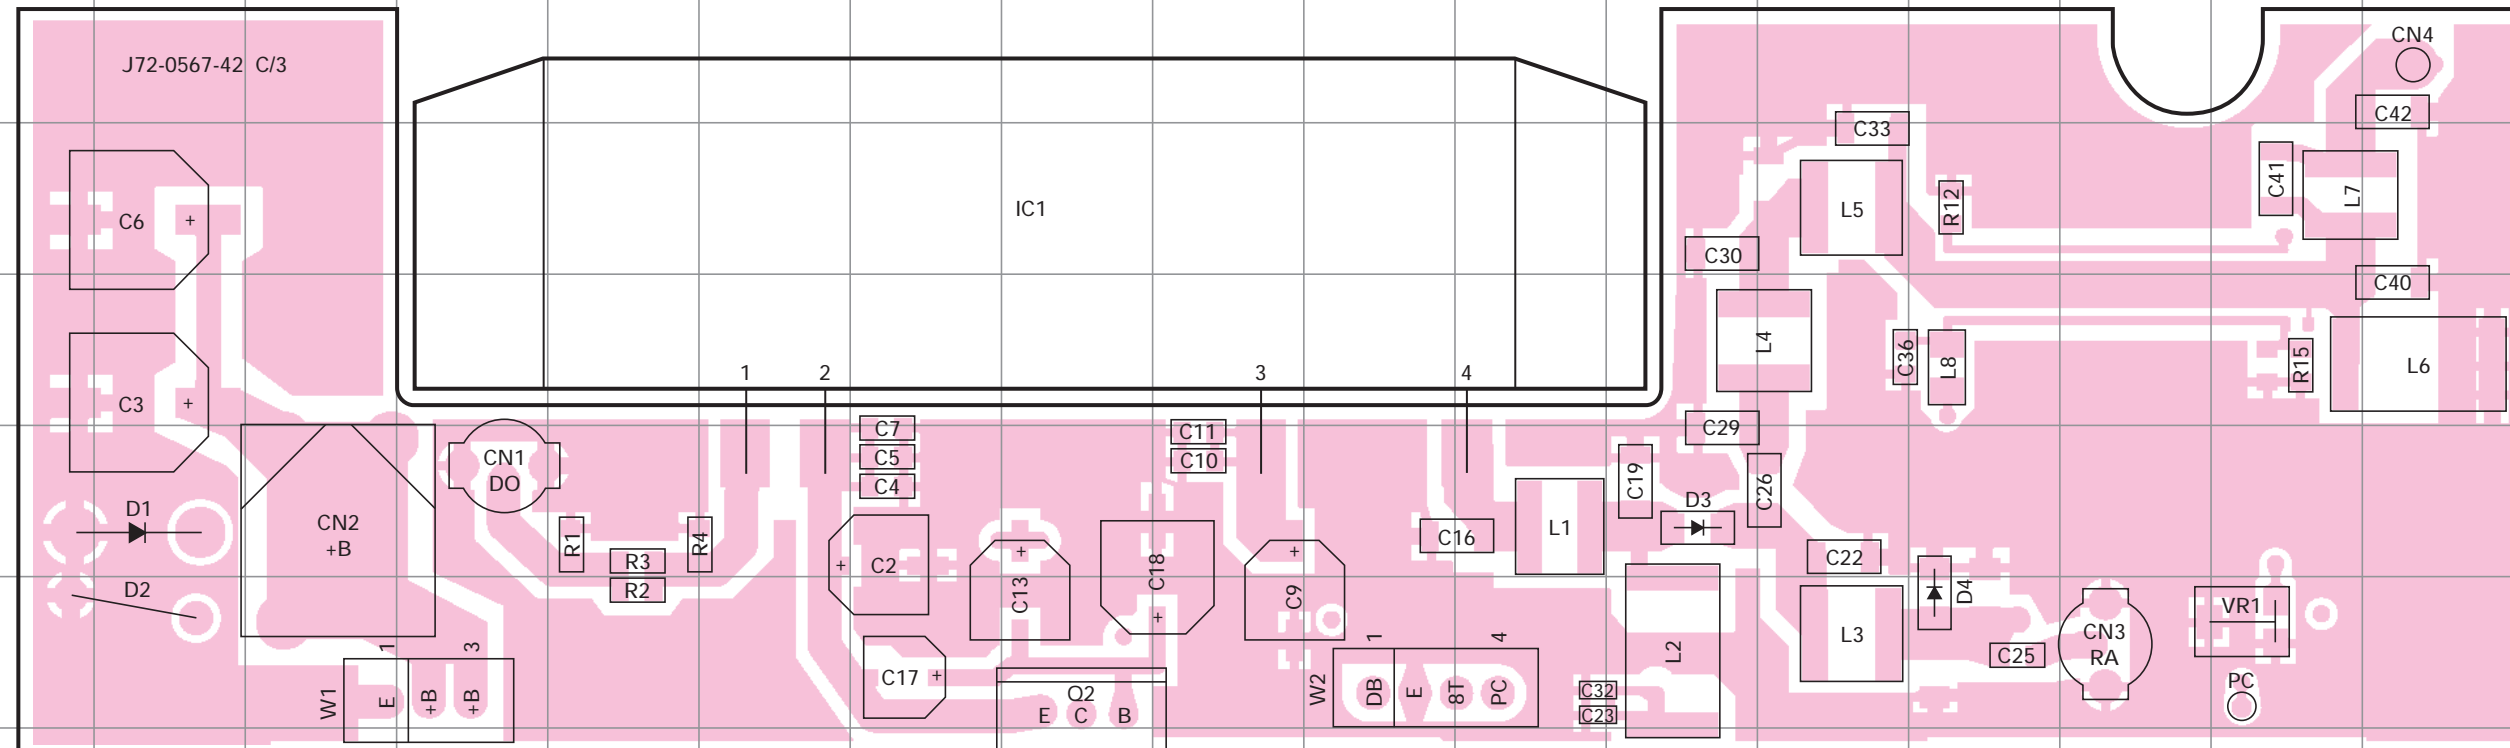 J72-0567-42 C/3
CN4
C42
C33
C6
+
IC1
L5
R12
C41
L7
C30
C40
L4
C36
L8
R15
L6
1
2
3
4
C3
+
C7
C5
C4
C11
C10
C29
CN1
DO
C19
C26
D1
CN2
+B
R1
R4
R3
R2
C2
+
C13
+
C18
+
C9
+
C16
L1
D3
C22
D2
D4
L3
CN3
RA
VR1
C25
PC
W1
1
3
E
+B
+B
C17
+
Q2
E
C
B
W2
1
4
DB
E
8T
PC
L2
C32
C23